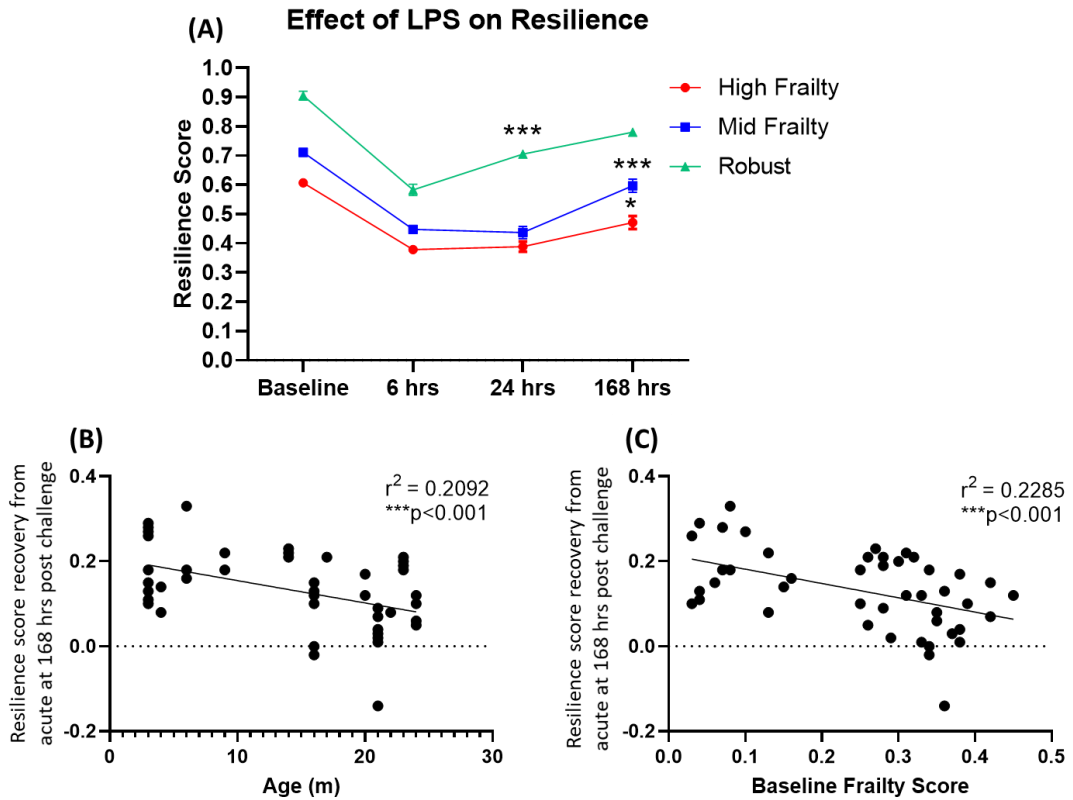 (A)
Effect of LPS on Resilience
Resilience Score
1.0
0.9
0.8
0.7
0.6
0.5
0.4
0.3
0.2
0.1
0.0
***
***
*
Baseline
6 hrs
24 hrs
168 hrs
High Frailty
Mid Frailty
Robust
(B)
Resilience score recovery from
acute at 168 hrs post challenge
0.4
0.2
0.0
-0.2
r² = 0.2092
***p<0.001
0
10
20
30
Age (m)
(C)
Resilience score recovery from
acute at 168 hrs post challenge
0.4
0.2
0.0
-0.2
r² = 0.2285
***p<0.001
0.0
0.1
0.2
0.3
0.4
0.5
Baseline Frailty Score